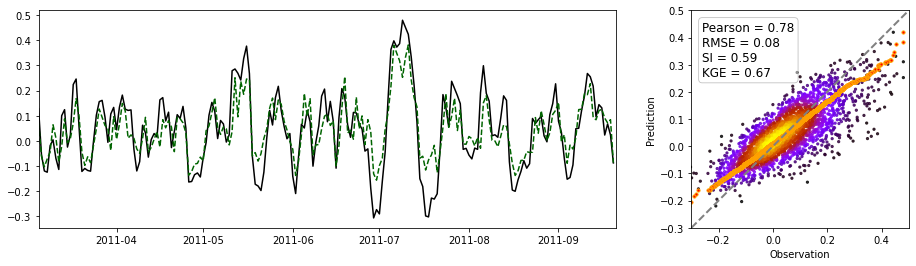 0.5
0.4
0.3
0.2
0.1
0.0
−0.1
−0.2
−0.3
2011-04 2011-05 2011-06 2011-07 2011-08 2011-09
Pearson = 0.78
RMSE = 0.08
SI = 0.59
KGE = 0.67
Prediction
0.5
0.4
0.3
0.2
0.1
0.0
−0.1
−0.2
−0.3
−0.2 0.0 0.2 0.4
Observation